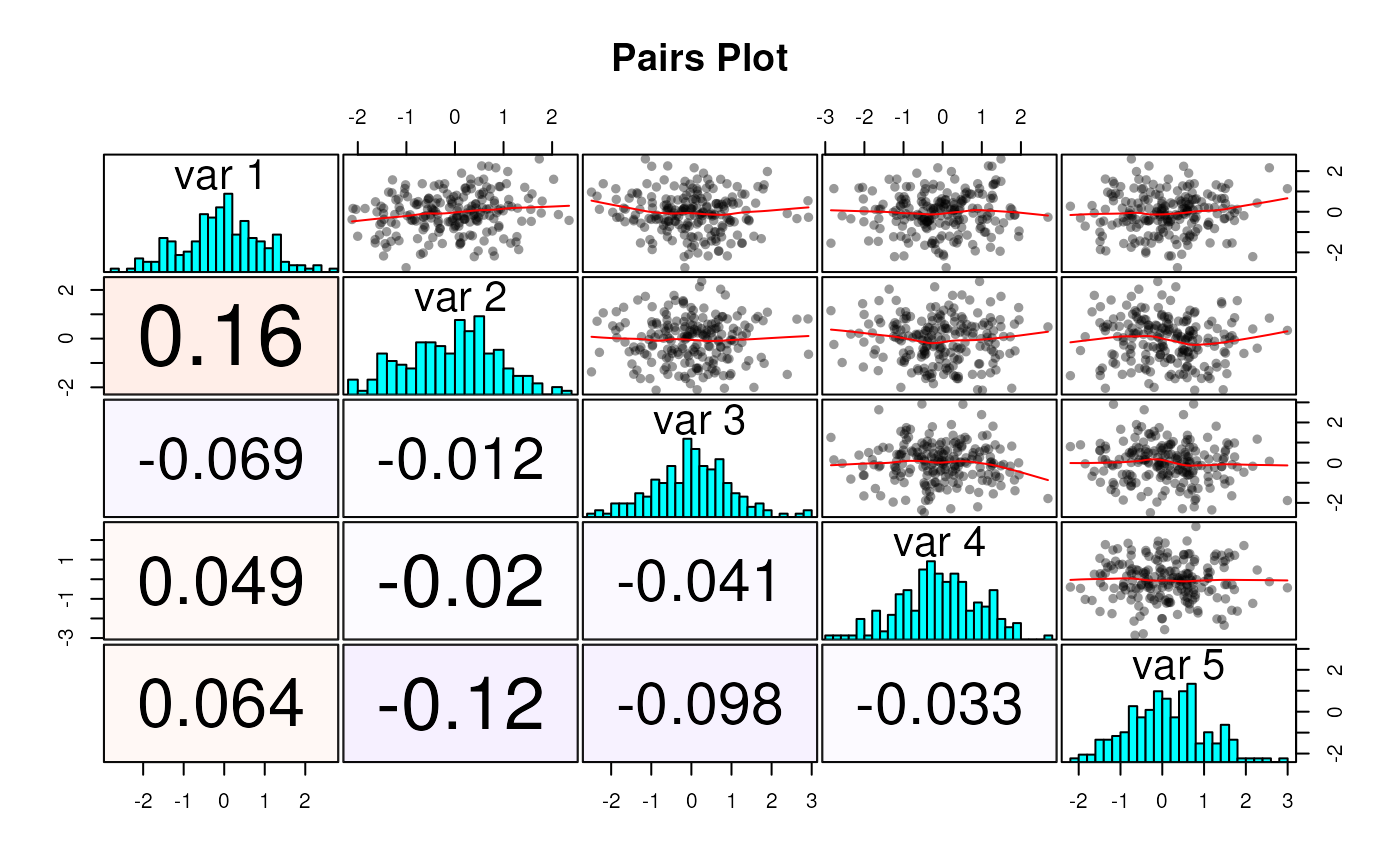 Pairs Plot
-2 -1 0 1 2
-3 -2 -1 0 1 2
var 1
-2 0 2
-2 0 2
0.16
var 2
-0.069
-0.012
var 3
-2 0 2
-3 -1 1
0.049
-0.02
-0.041
var 4
0.064
-0.12
-0.098
-0.033
var 5
-2 0 2
-2 -1 0 1 2
-2 -1 0 1 2 3
-2 -1 0 1 2 3